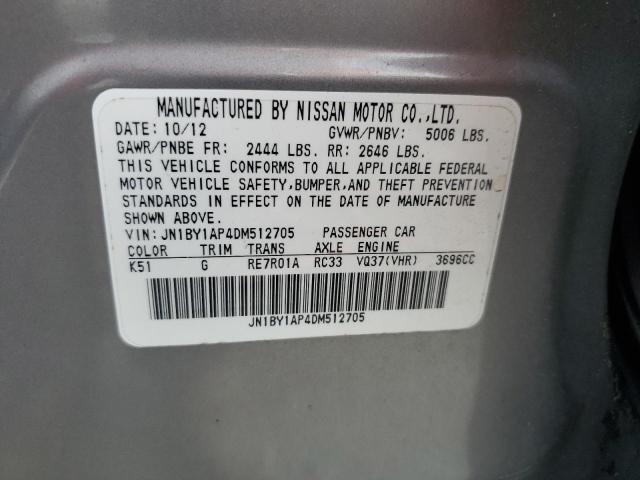 MANUFACTURED BY NISSAN MOTOR CO.,LTD.
DATE: 10/12 GVWR/PNBV: 5006 LBS.
GAWR/PNBE FR: 2444 LBS. RR: 2646 LBS.
THIS VEHICLE CONFORMS TO ALL APPLICABLE FEDERAL
MOTOR VEHICLE SAFETY,BUMPER,AND THEFT PREVENTION
STANDARDS IN EFFECT ON THE DATE OF MANUFACTURE
SHOWN ABOVE.
VIN: JN1BY1AP4DM512705 PASSENGER CAR
COLOR TRIM TRANS AXLE ENGINE
K51 G RE7R01A RC33 VQ37(VHR) 3696CC
JN1BY1AP4DM512705